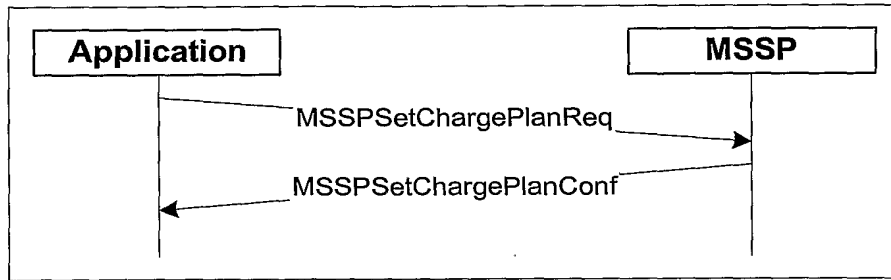 Application
MSSP
MSSPSetChargePlanReq
MSSPSetChargePlanConf